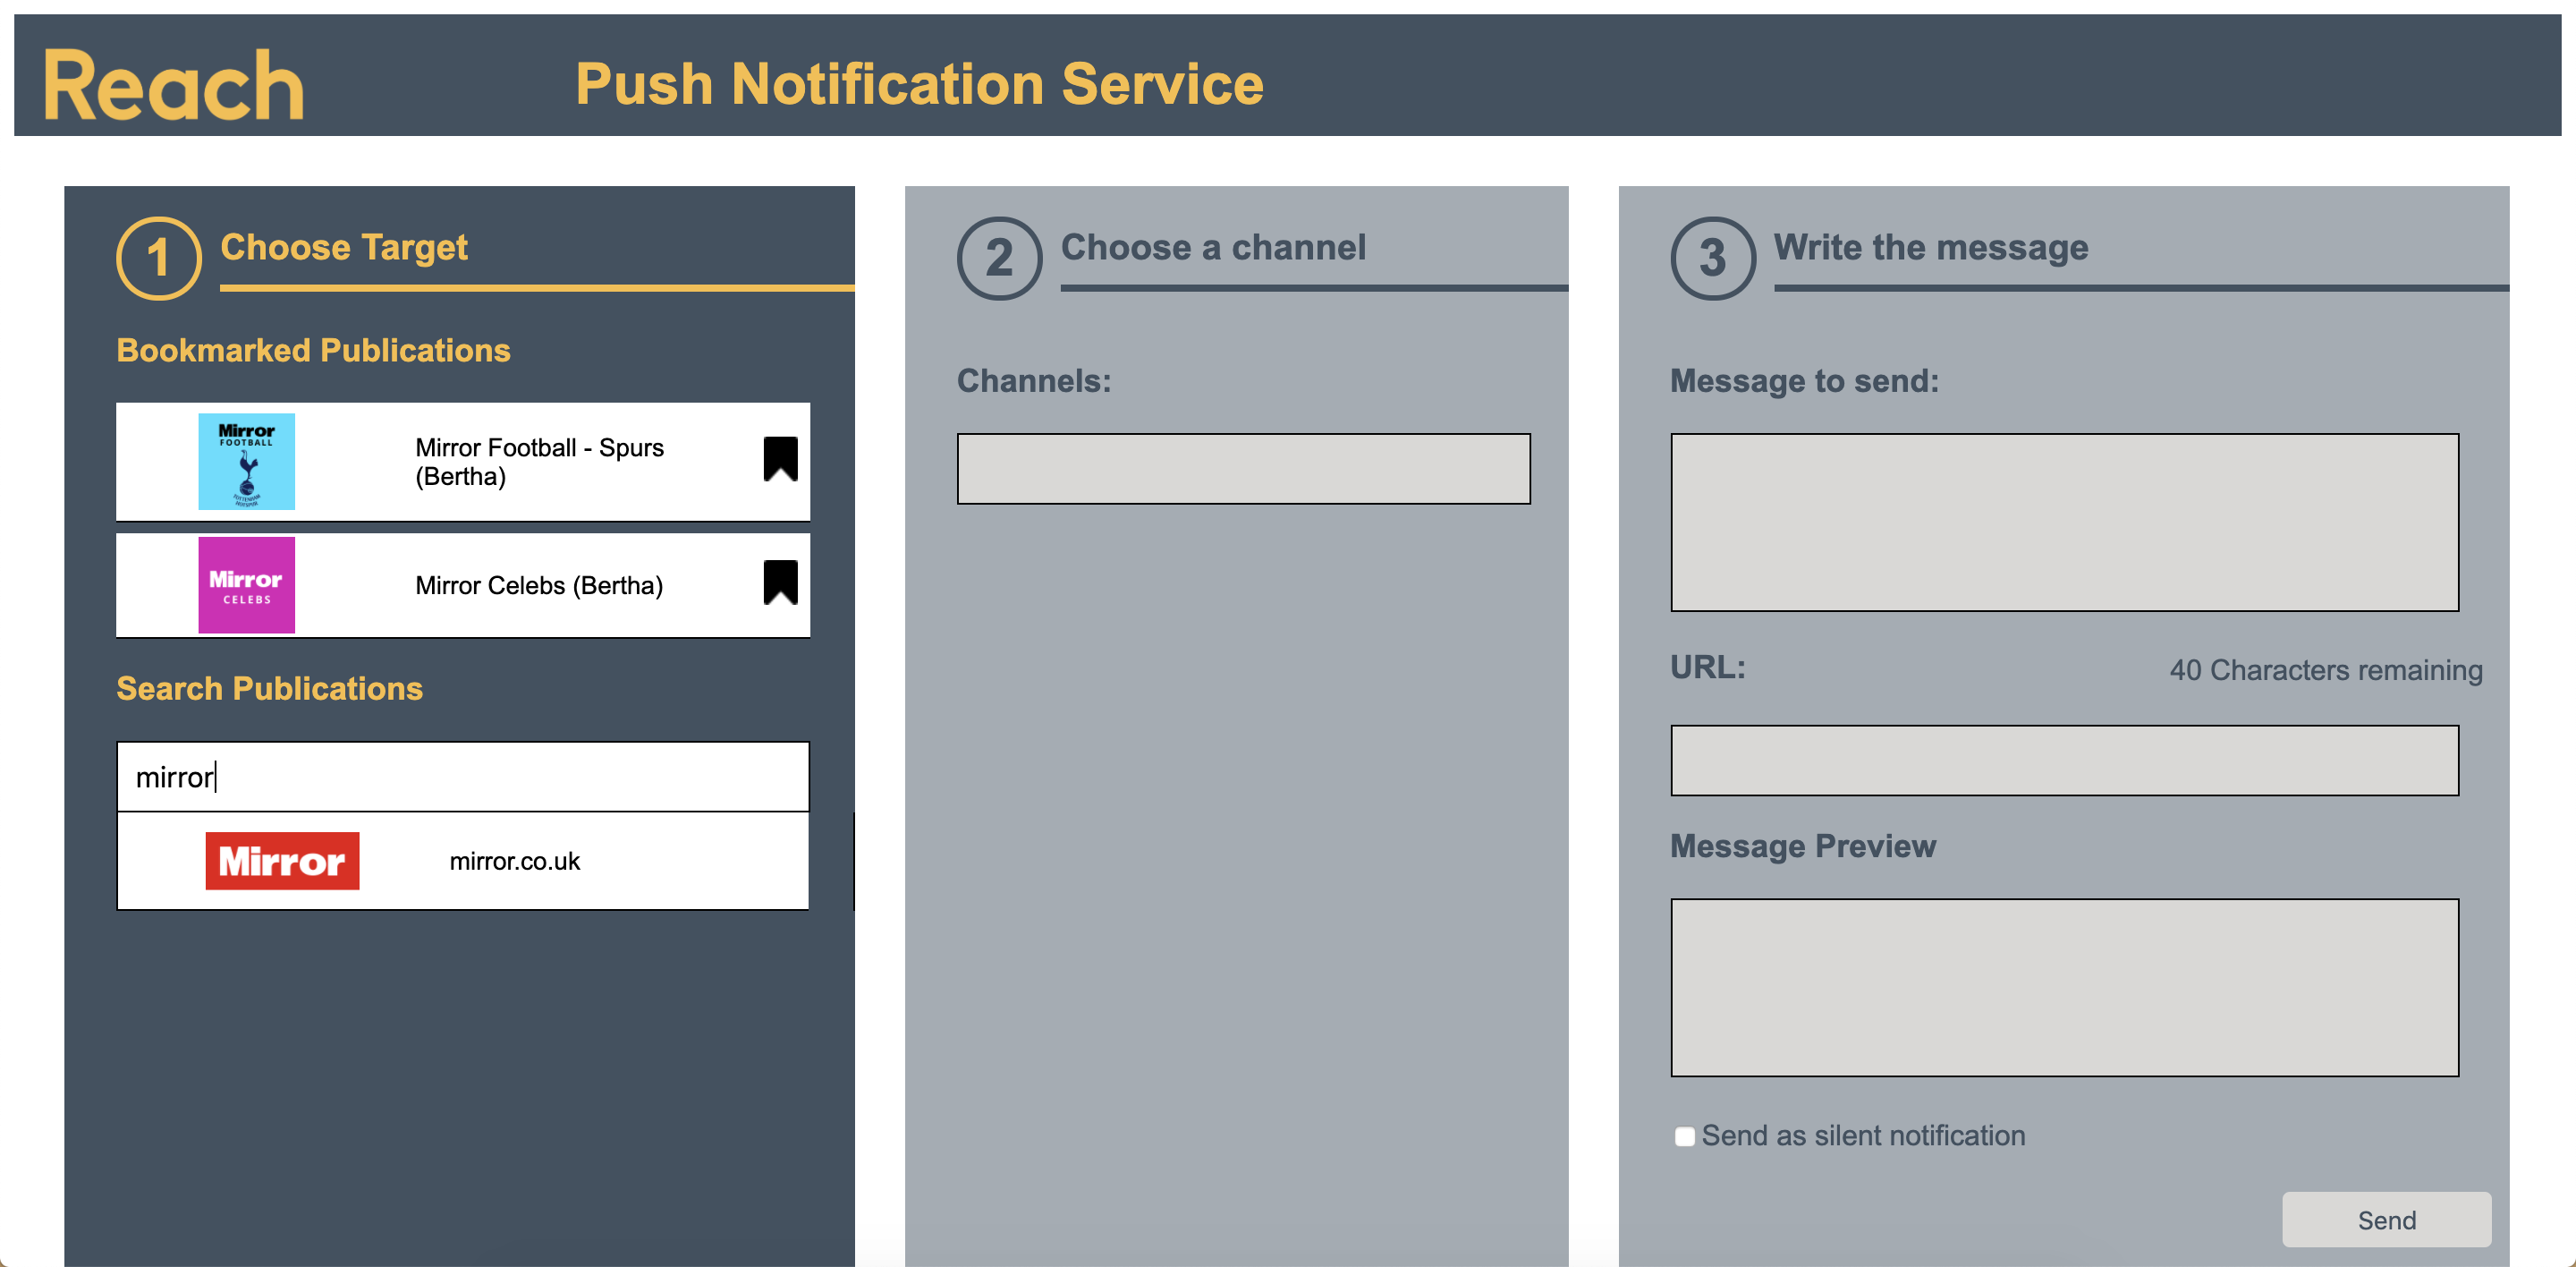 Reach
Push Notification Service
1
Choose Target
Bookmarked Publications
Mirror
FOOTBALL
Mirror Football - Spurs
(Bertha)
Mirror
CELEBS
Mirror Celebs (Bertha)
Search Publications
mirror
Mirror
mirror.co.uk
2
Choose a channel
Channels:
3
Write the message
Message to send:
URL:
40 Characters remaining
Message Preview
Send as silent notification
Send